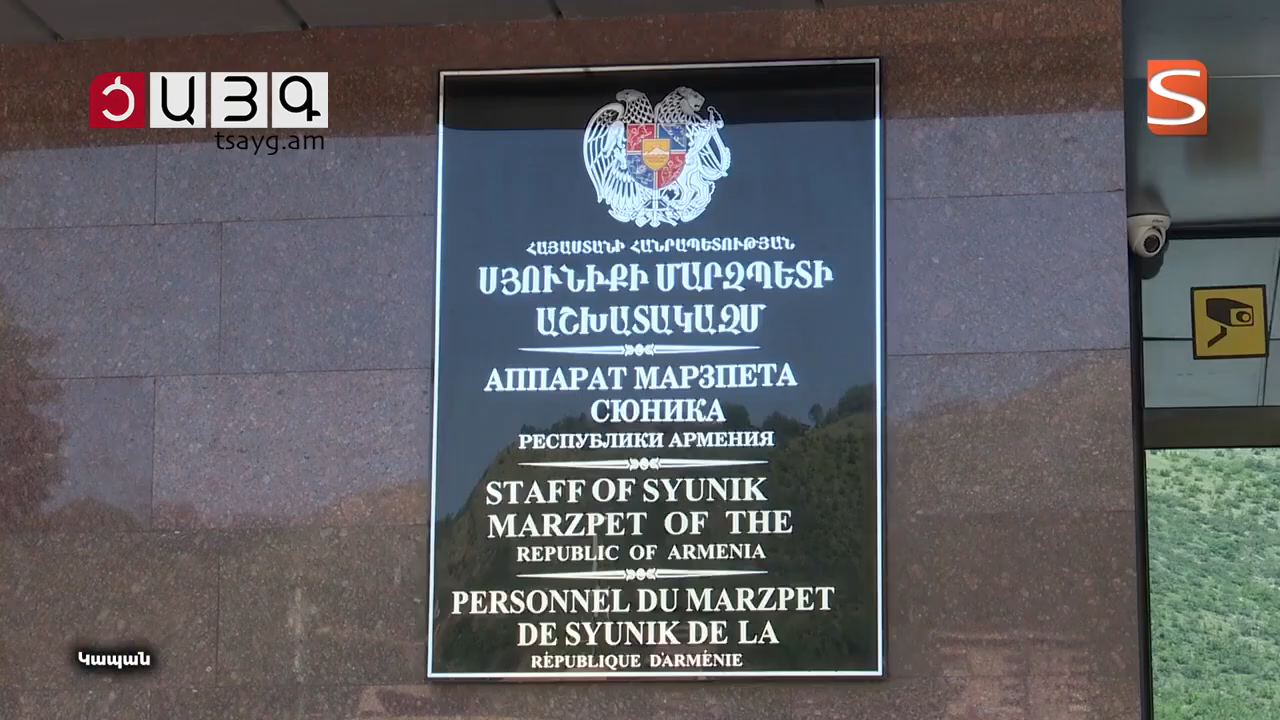 ԾԱՅԳ
tsayg.am
S
ՀԱՅԱՍՏԱՆԻ ՀԱՆՐԱՊԵՏՈՒԹՅԱՆ
ՍՅՈՒՆԻՔԻ ՄԱՐԶՊԵՏԻ
ԱՇԽԱՏԱԿԱԶՄ
АППАРАТ МАРЗПЕТА
СЮНИКА
РЕСПУБЛИКИ АРМЕНИЯ
STAFF OF SYUNIK
MARZPET OF THE
REPUBLIC OF ARMENIA
PERSONNEL DU MARZPET
DE SYUNIK DE LA
RÉPUBLIQUE D'ARMÉNIE
Կապան